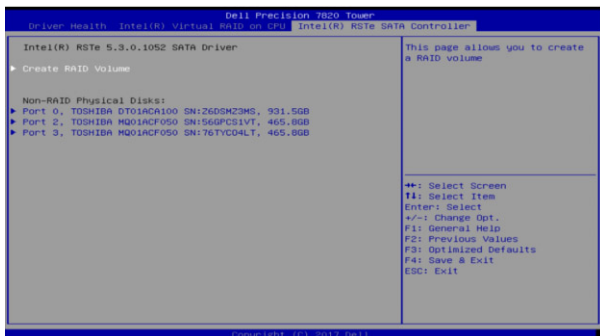 Dell Precision 7820 Tower
Driver Health Intel(R) Virtual RAID on CPU Intel(R) RSTe SATA Controller
Intel(R) RSTe 5.3.0.1052 SATA Driver
Create RAID Volume
Non-RAID Physical Disks:
Port 0, TOSHIBA DT01ACA100 SN:Z6DSMZ3MS, 931.5GB
Port 2, TOSHIBA MQ01ACF050 SN:56GPCS1VT, 465.8GB
Port 3, TOSHIBA MQ01ACF050 SN:76TYCO4LT, 465.8GB
This page allows you to create
a RAID volume
→←: Select Screen
↑↓: Select Item
Enter: Select
+/-: Change Opt.
F1: General Help
F2: Previous Values
F3: Optimized Defaults
F4: Save & Exit
ESC: Exit
Copyright (C) 2017 Dell